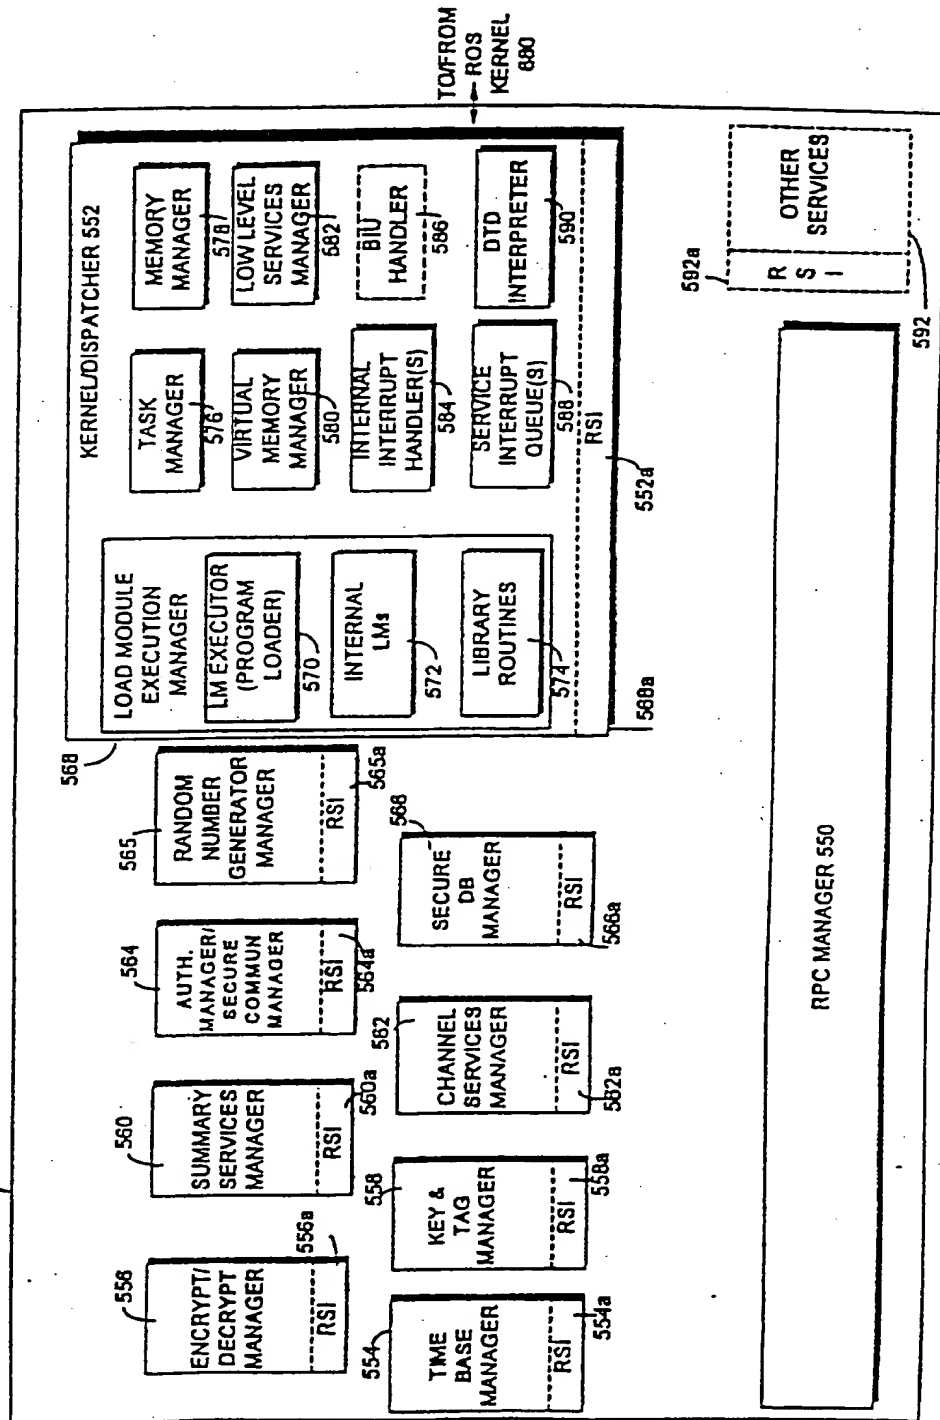 TO/FROM
ROS
KERNEL
680
KERNEL/DISPATCHER 552
LOAD MODULE
EXECUTION
MANAGER
568
LM EXECUTOR
(PROGRAM
LOADER)
570
INTERNAL
LMs
572
LIBRARY
ROUTINES
574
588a
TASK
MANAGER
576
VIRTUAL
MEMORY
MANAGER
580
INTERNAL
INTERRUPT
HANDLER(S)
584
SERVICE
INTERRUPT
QUEUE(S)
588
MEMORY
MANAGER
578
LOW LEVEL
SERVICES
MANAGER
582
BIU
HANDLER
586
DTD
INTERPRETER
590
RSI
552a
556
ENCRYPT/
DECRYPT
MANAGER
RSI
556a
560
SUMMARY
SERVICES
MANAGER
RSI
560a
564
AUTH.
MANAGER/
SECURE
COMMUN
MANAGER
RSI
564a
565
RANDOM
NUMBER
GENERATOR
MANAGER
RSI
565a
554
TIME
BASE
MANAGER
RSI
554a
558
KEY &
TAG
MANAGER
RSI
558a
562
CHANNEL
SERVICES
MANAGER
RSI
562a
566
SECURE
DB
MANAGER
RSI
566a
592a
R
S
I
OTHER
SERVICES
592
RPC MANAGER 550